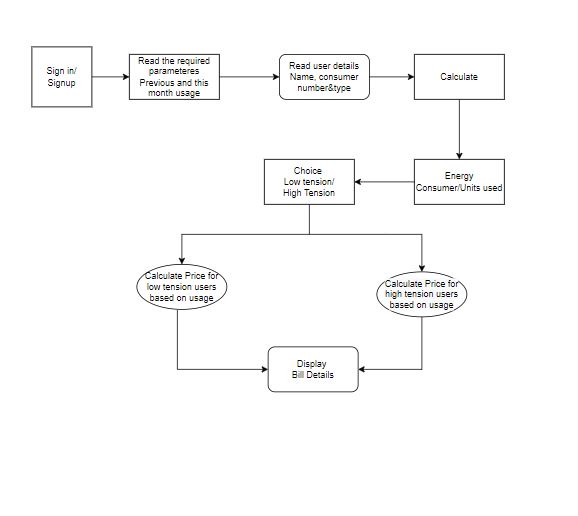 Sign in/
Signup
Read the required
parameteres
Previous and this
month usage
Read user details
Name, consumer
number&type
Calculate
Energy
Consumer/Units used
Choice
Low tension/
High Tension
Calculate Price for
low tension users
based on usage
Calculate Price for
high tension users
based on usage
Display
Bill Details